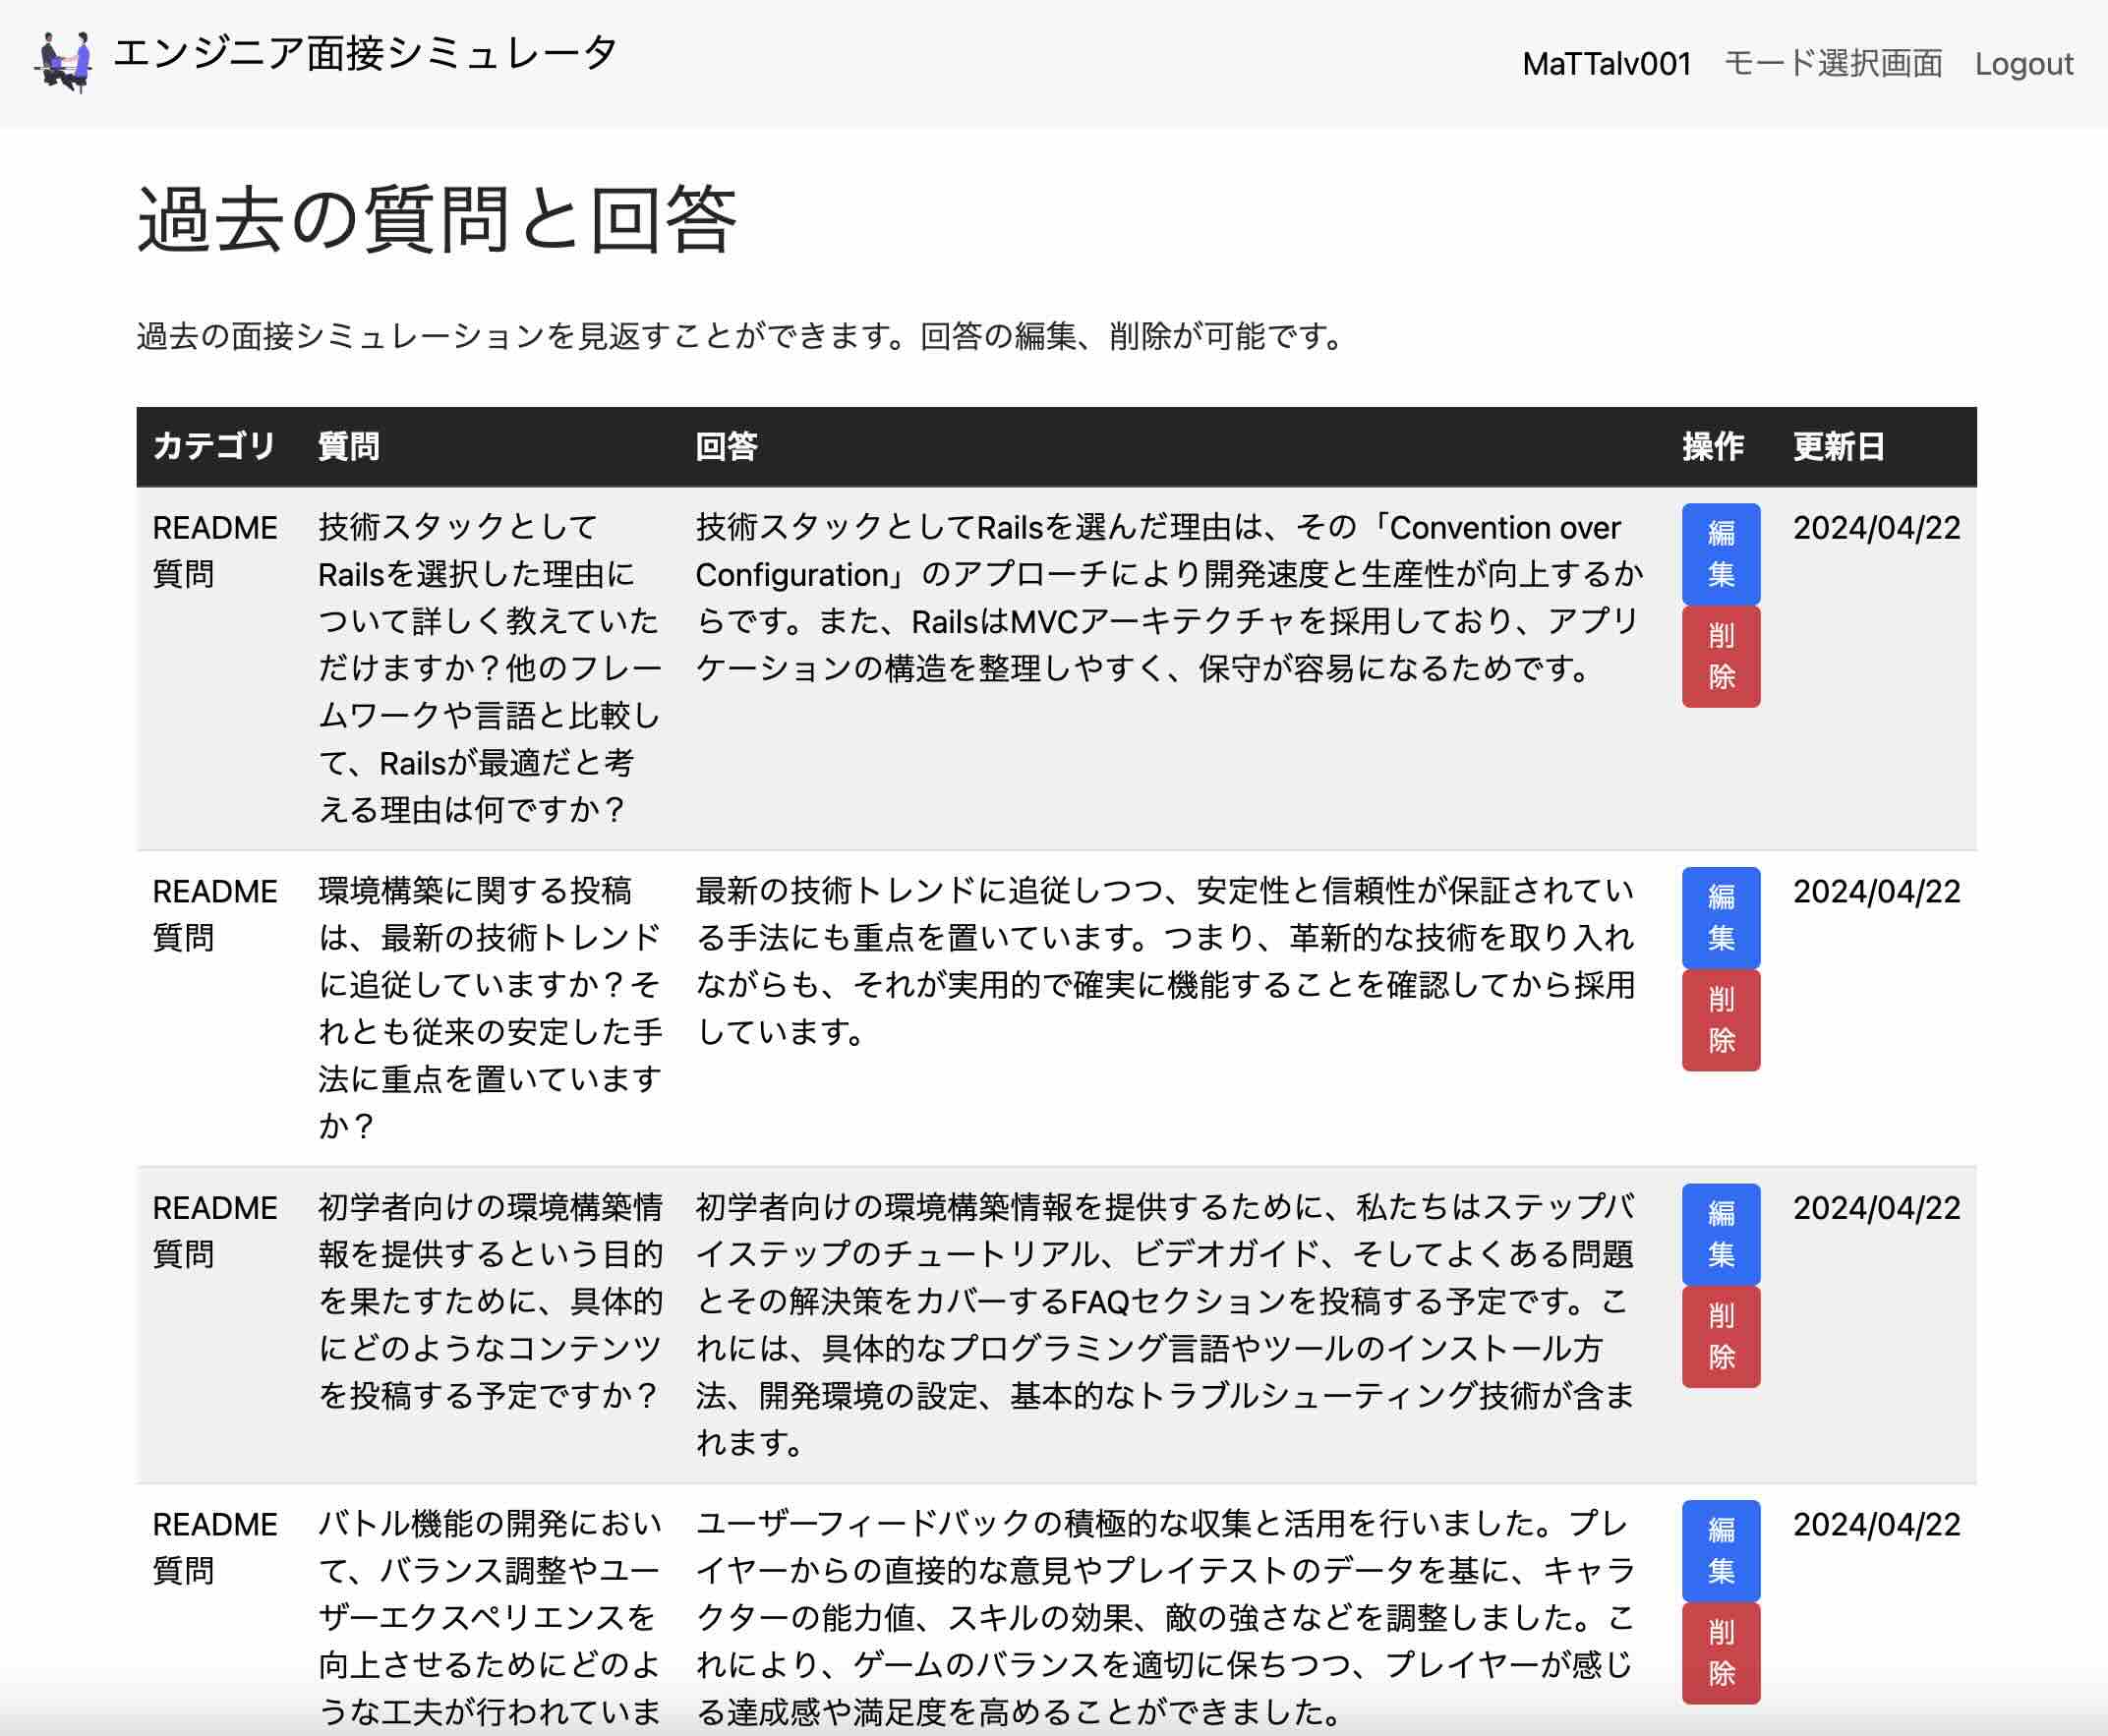 エンジニア面接シミュレータ
MaTTalv001 モード選択画面 Logout
過去の質問と回答
過去の面接シミュレーションを見返すことができます。回答の編集、削除が可能です。
カテゴリ 質問 回答 操作 更新日
README
質問
技術スタックとして
Railsを選択した理由に
ついて詳しく教えていた
だけますか？他のフレー
ムワークや言語と比較し
て、Railsが最適だと考
える理由は何ですか？
技術スタックとしてRailsを選んだ理由は、その「Convention over
Configuration」のアプローチにより開発速度と生産性が向上するか
らです。また、RailsはMVCアーキテクチャを採用しており、アプリ
ケーションの構造を整理しやすく、保守が容易になるためです。
編
集
削
除
2024/04/22
README
質問
環境構築に関する投稿
は、最新の技術トレンド
に追従していますか？そ
れとも従来の安定した手
法に重点を置いています
か？
最新の技術トレンドに追従しつつ、安定性と信頼性が保証されてい
る手法にも重点を置いています。つまり、革新的な技術を取り入れ
ながらも、それが実用的で確実に機能することを確認してから採用
しています。
編
集
削
除
2024/04/22
README
質問
初学者向けの環境構築情
報を提供するという目的
を果たすために、具体的
にどのようなコンテンツ
を投稿する予定ですか？
初学者向けの環境構築情報を提供するために、私たちはステップバ
イステップのチュートリアル、ビデオガイド、そしてよくある問題
とその解決策をカバーするFAQセクションを投稿する予定です。こ
れには、具体的なプログラミング言語やツールのインストール方
法、開発環境の設定、基本的なトラブルシューティング技術が含ま
れます。
編
集
削
除
2024/04/22
README
質問
バトル機能の開発におい
て、バランス調整やユー
ザーエクスペリエンスを
向上させるためにどのよ
うな工夫が行われていま
ユーザーフィードバックの積極的な収集と活用を行いました。プレ
イヤーからの直接的な意見やプレイテストのデータを基に、キャラ
クターの能力値、スキルの効果、敵の強さなどを調整しました。こ
れにより、ゲームのバランスを適切に保ちつつ、プレイヤーが感じ
る達成感や満足度を高めることができました。
編
集
削
除
2024/04/22